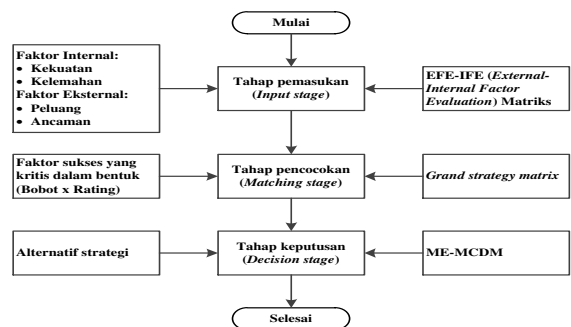 Mulai
Faktor Internal:
• Kekuatan
• Kelemahan
Faktor Eksternal:
• Peluang
• Ancaman
Tahap pemasukan
(Input stage)
EFE-IFE (External-
Internal Factor
Evaluation) Matriks
Faktor sukses yang
kritis dalam bentuk
(Bobot x Rating)
Tahap pencocokan
(Matching stage)
Grand strategy matrix
Alternatif strategi
Tahap keputusan
(Decision stage)
ME-MCDM
Selesai